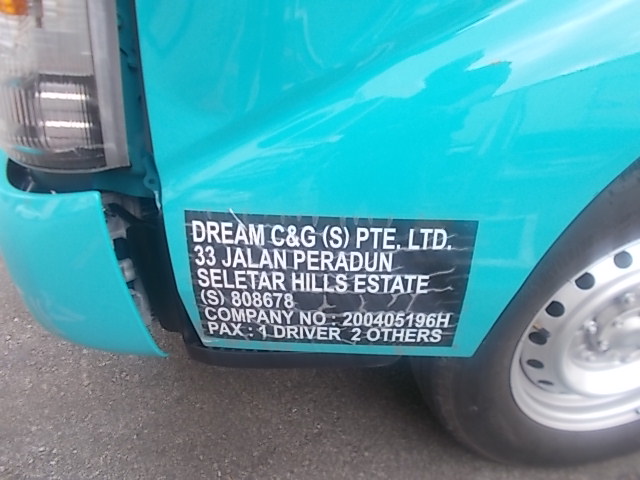 DREAM C&G (S) PTE. LTD.
33 JALAN PERADUN
SELETAR HILLS ESTATE
(S) 808678
COMPANY NO : 200405196H
PAX : 1 DRIVER 2 OTHERS